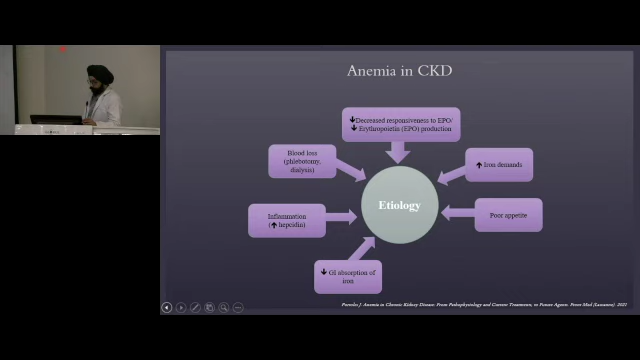 Anemia in CKD
Decreased responsiveness to EPO/
Erythropoietin (EPO) production
Blood loss
(phlebotomy,
dialysis)
Iron demands
Etiology
Inflammation
( hepcidin)
Poor appetite
GI absorption of
iron
Portolés J. Anemia in Chronic Kidney Disease: From Pathophysiology and Current Treatments, to Future Agents. Front Med (Lausanne). 2021